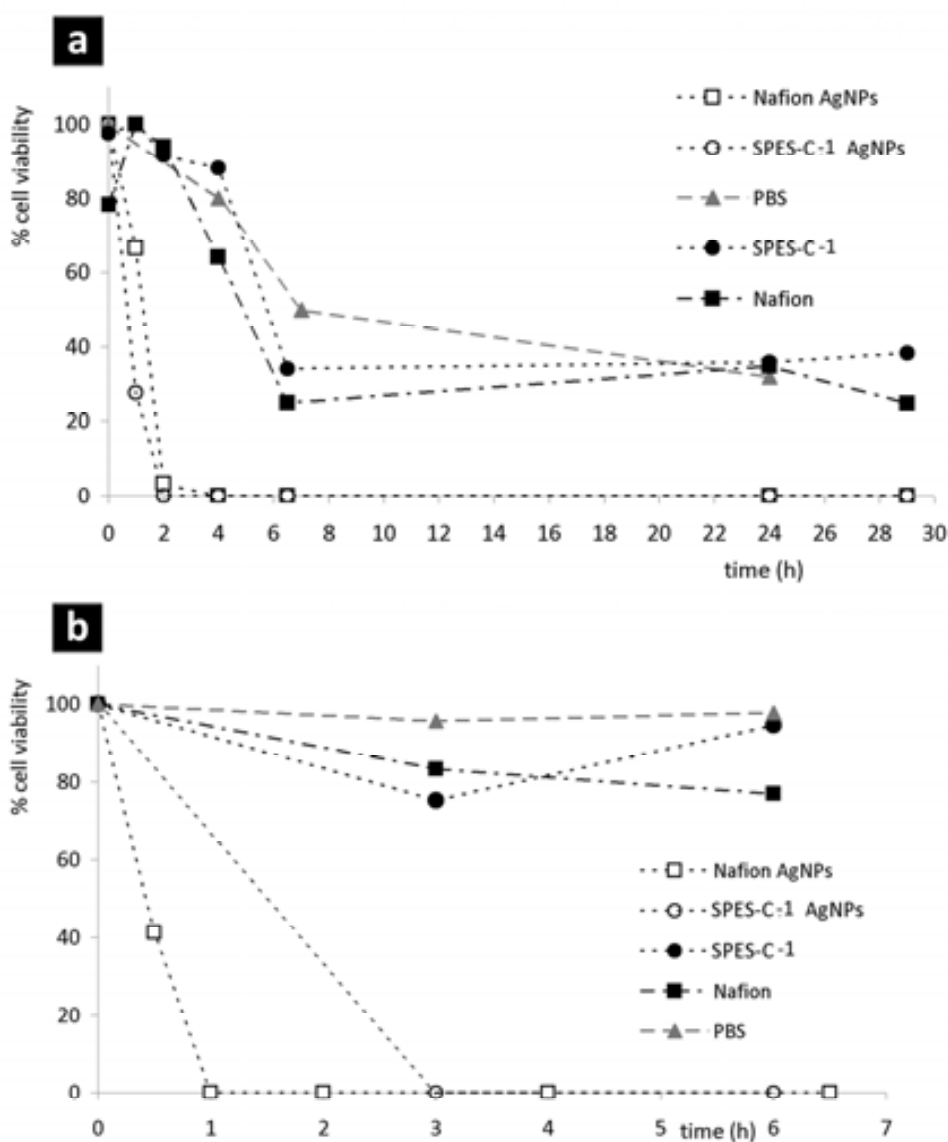 a
% cell viability
100
80
60
40
20
0
0 2 4 6 8 10 12 14 16 18 20 22 24 26 28 30
time (h)
Nafion AgNPs
SPES-C-1 AgNPs
PBS
SPES-C-1
Nafion
b
% cell viability
100
80
60
40
20
0
0 1 2 3 4 5 6 7
time (h)
Nafion AgNPs
SPES-C-1 AgNPs
SPES-C-1
Nafion
PBS